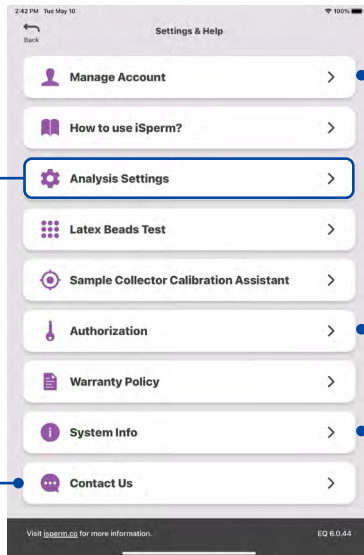 2:42 PM Tue May 10 100%
Back
Settings & Help
Manage Account
How to use iSperm?
Analysis Settings
Latex Beads Test
Sample Collector Calibration Assistant
Authorization
Warranty Policy
System Info
Contact Us
Visit isperm.co for more information. EQ 6.0.44